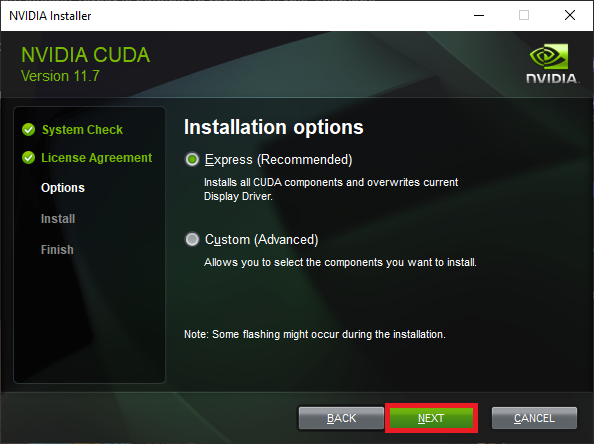 NVIDIA Installer
NVIDIA CUDA
Version 11.7
NVIDIA.
System Check
License Agreement
Options
Install
Finish
Installation options
Express (Recommended)
Installs all CUDA components and overwrites current
Display Driver.
Custom (Advanced)
Allows you to select the components you want to install.
Note: Some flashing might occur during the installation.
BACK
NEXT
CANCEL